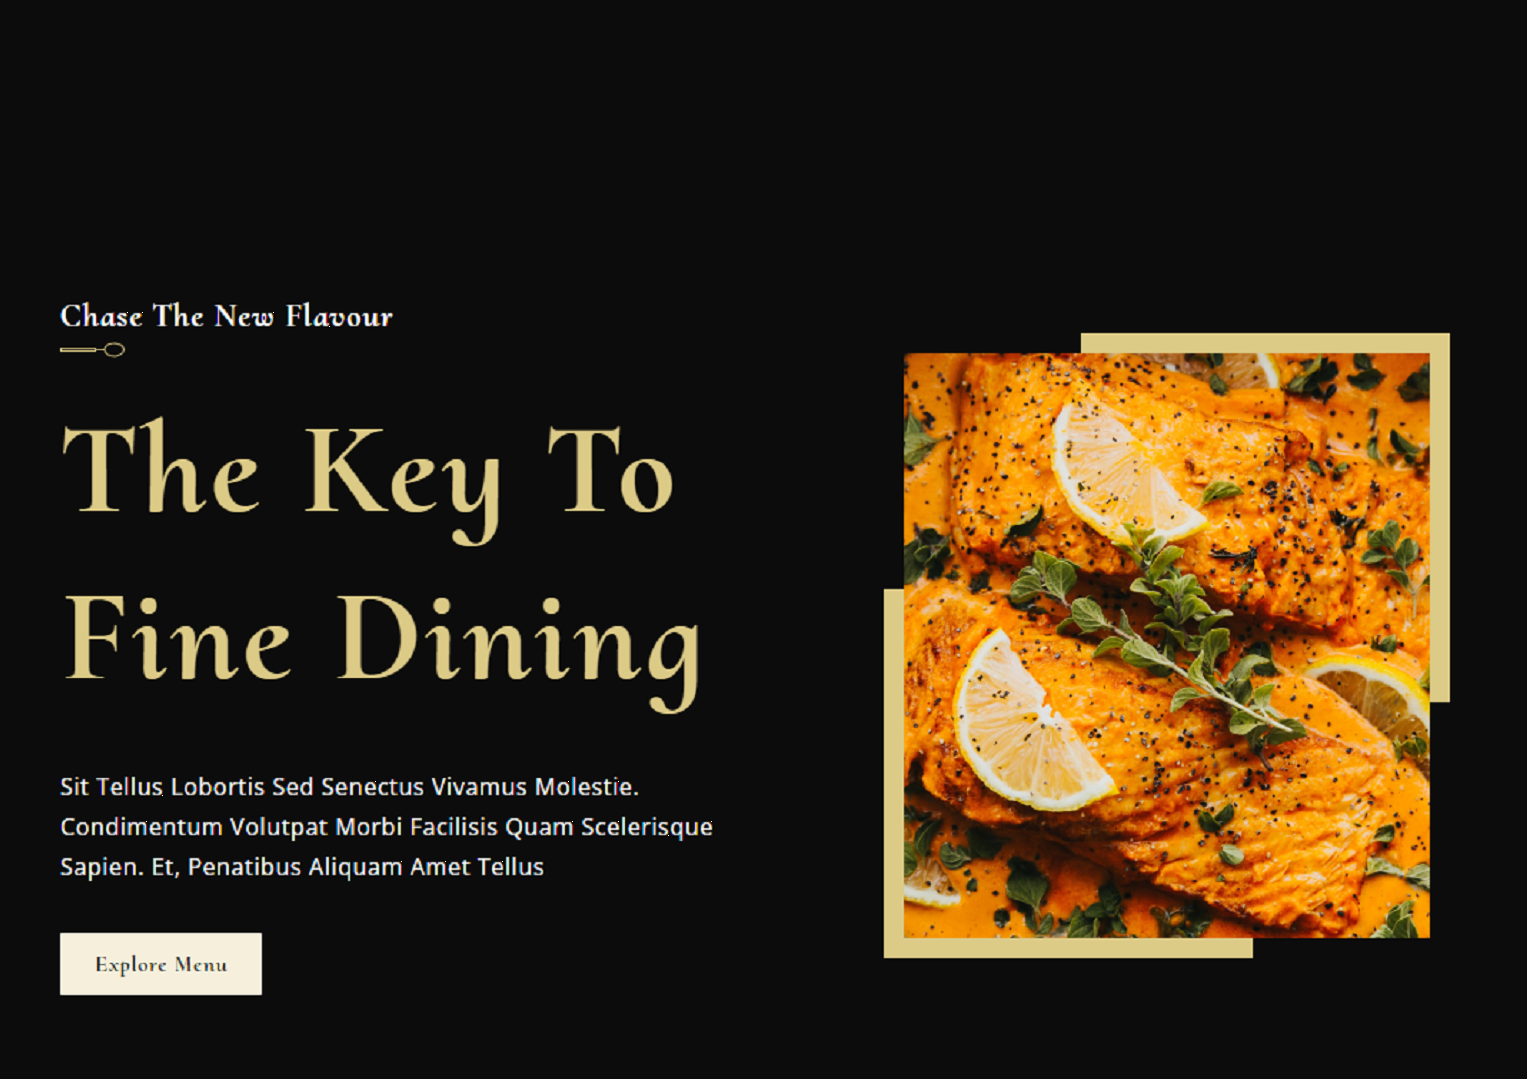 Chase The New Flavour
The Key To
Fine Dining
Sit Tellus Lobortis Sed Senectus Vivamus Molestie.
Condimentum Volutpat Morbi Facilisis Quam Scelerisque
Sapien. Et, Penatibus Aliquam Amet Tellus
Explore Menu